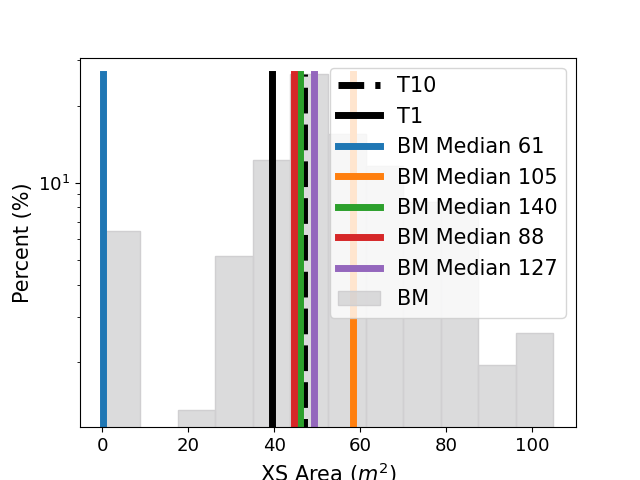 T10
T1
BM Median 61
BM Median 105
BM Median 140
BM Median 88
BM Median 127
BM
Percent (%)
10¹
0 20 40 60 80 100
XS Area (m²)